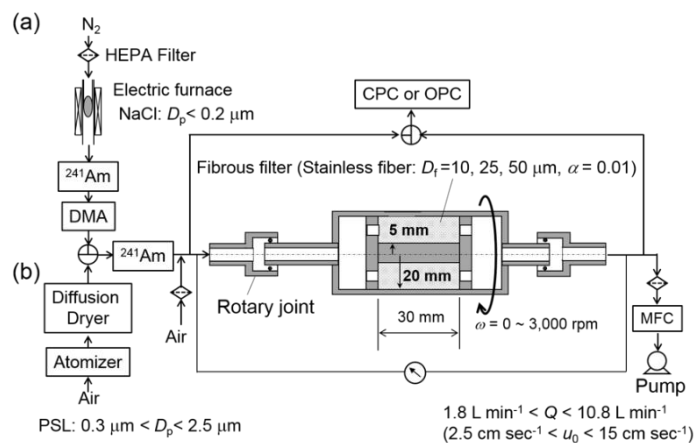 (a)
N₂
HEPA Filter
Electric furnace
NaCl: Dp< 0.2 μm
CPC or OPC
Fibrous filter (Stainless fiber: Df =10, 25, 50 μm, α = 0.01)
²⁴¹Am
DMA
5 mm
(b)
²⁴¹Am
20 mm
Diffusion
Dryer
Rotary joint
Air
30 mm
ω = 0 ~ 3,000 rpm
MFC
Atomizer
Pump
Air
PSL: 0.3 μm < Dp < 2.5 μm
1.8 L min⁻¹ < Q < 10.8 L min⁻¹
(2.5 cm sec⁻¹ < u₀ < 15 cm sec⁻¹)